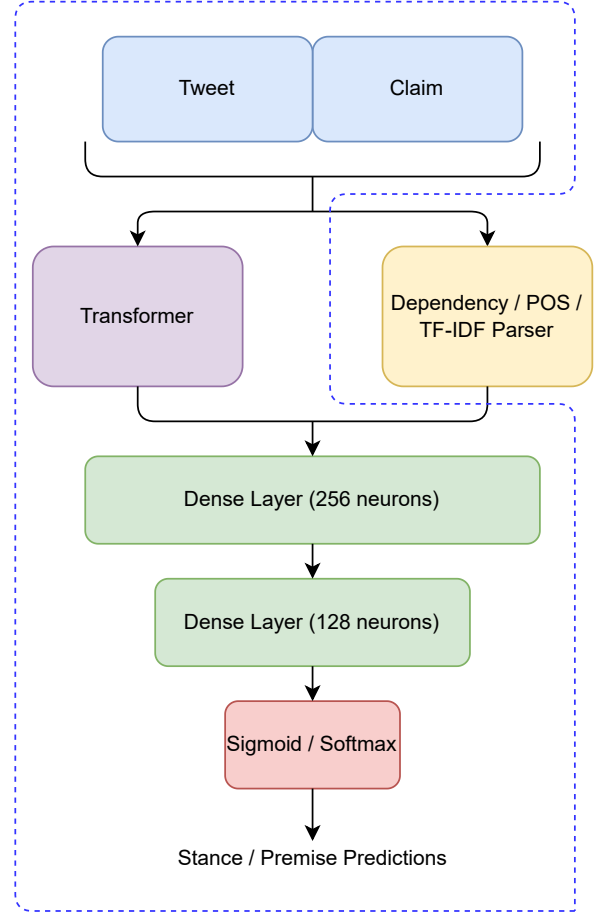 Tweet
Claim
Transformer
Dependency / POS /
TF-IDF Parser
Dense Layer (256 neurons)
Dense Layer (128 neurons)
Sigmoid / Softmax
Stance / Premise Predictions